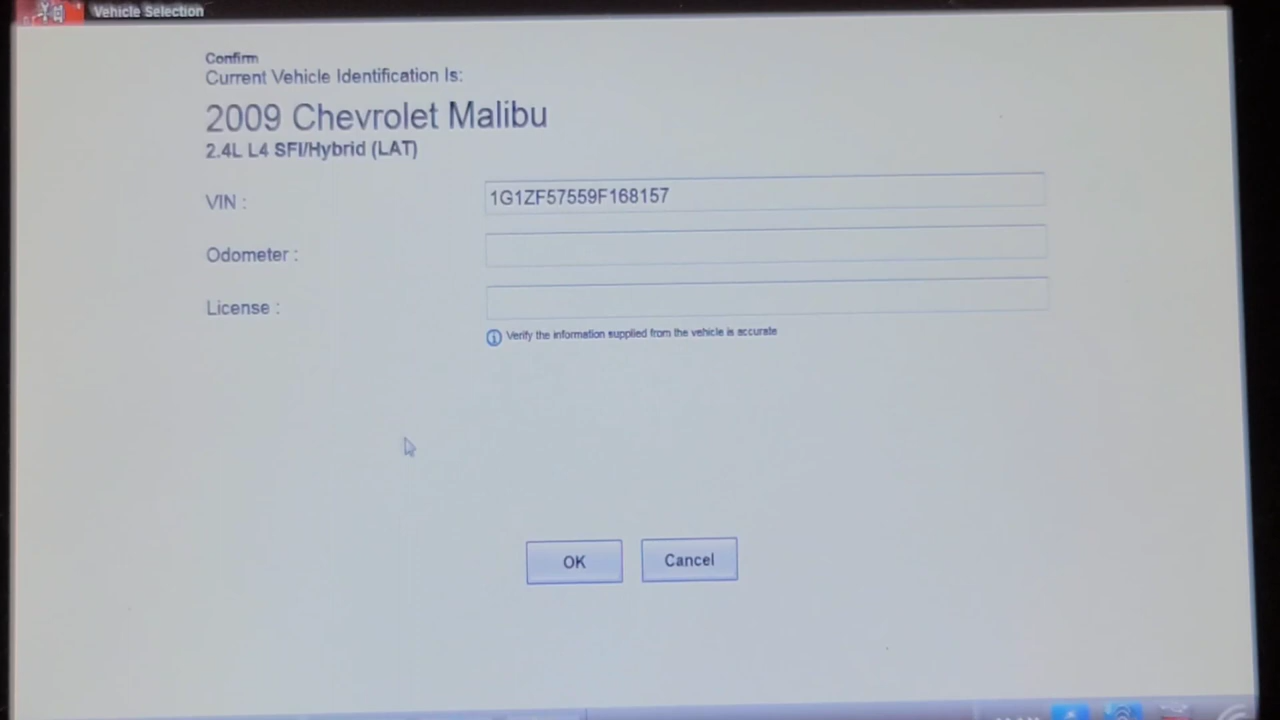 Vehicle Selection
Confirm
Current Vehicle Identification Is:
2009 Chevrolet Malibu
2.4L L4 SFI/Hybrid (LAT)
VIN : 1G1ZF57559F168157
Odometer :
License :
Verify the information supplied from the vehicle is accurate
OK Cancel